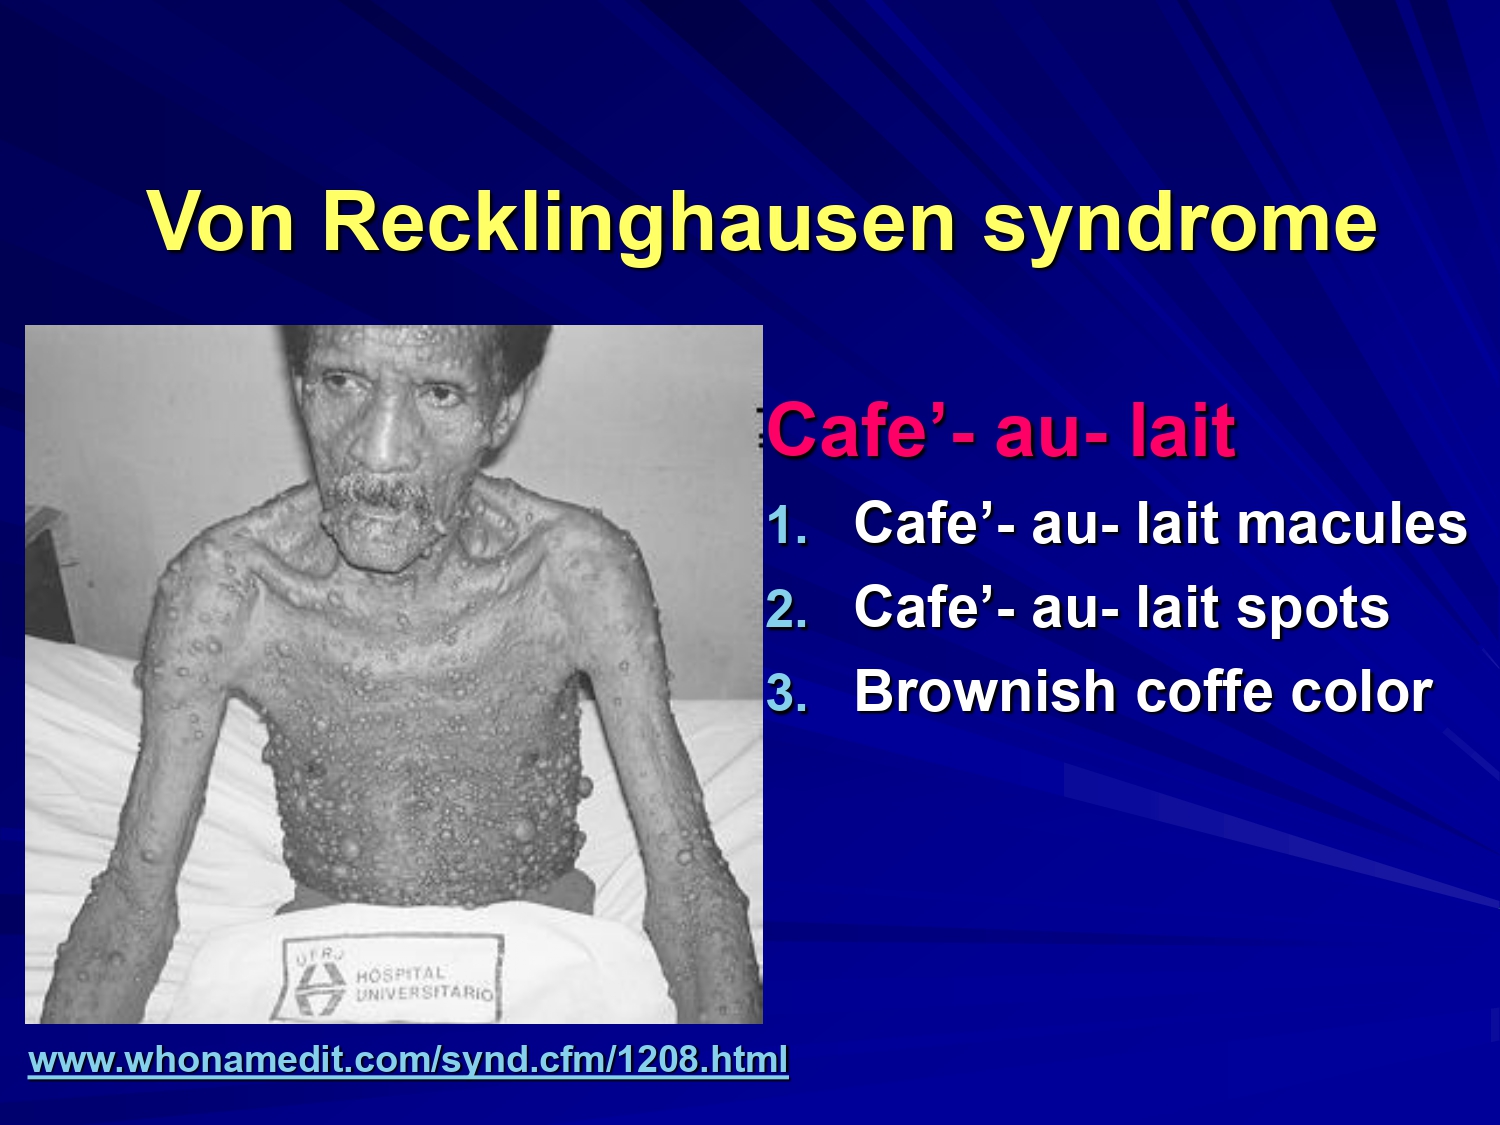 Von Recklinghausen syndrome
Cafe’- au- lait
1. Cafe’- au- lait macules
2. Cafe’- au- lait spots
3. Brownish coffe color
UFRJ
HOSPITAL
UNIVERSITARIO
www.whonamedit.com/synd.cfm/1208.html